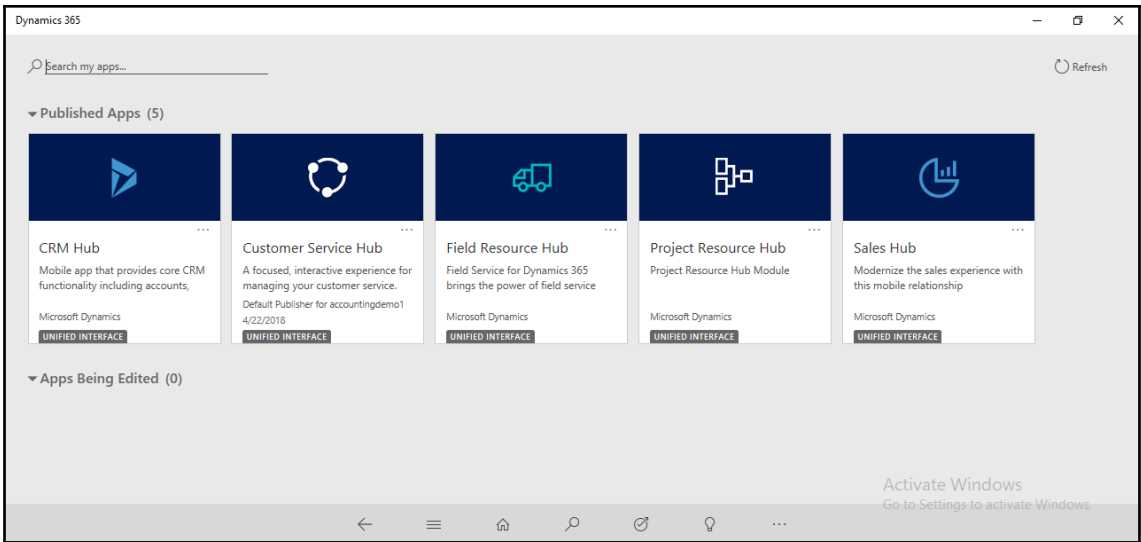 Dynamics 365
Search my apps...
Refresh
Published Apps (5)
CRM Hub
Mobile app that provides core CRM
functionality including accounts,
Microsoft Dynamics
UNIFIED INTERFACE
Customer Service Hub
A focused, interactive experience for
managing your customer service.
Default Publisher for accountingdemo1
4/22/2018
UNIFIED INTERFACE
Field Resource Hub
Field Service for Dynamics 365
brings the power of field service
Microsoft Dynamics
UNIFIED INTERFACE
Project Resource Hub
Project Resource Hub Module
Microsoft Dynamics
UNIFIED INTERFACE
Sales Hub
Modernize the sales experience with
this mobile relationship
Microsoft Dynamics
UNIFIED INTERFACE
Apps Being Edited (0)
Activate Windows
Go to Settings to activate Windows.